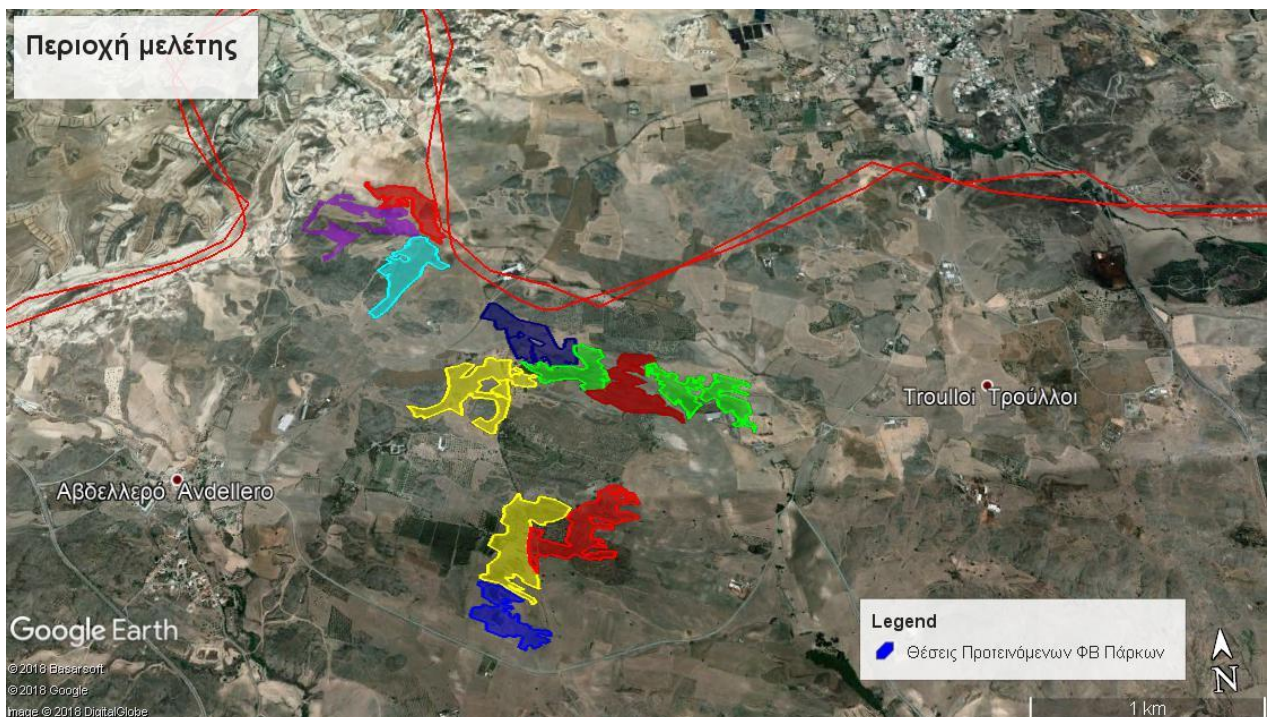 Περιοχή μελέτης
Troulloi Τρούλλοι
Αβδελλερό Avdellero
Legend
Θέσεις Προτεινόμενων ΦΒ Πάρκων
Google Earth
© 2018 Basarsoft
© 2018 Google
Image © 2018 DigitalGlobe
N
1 km